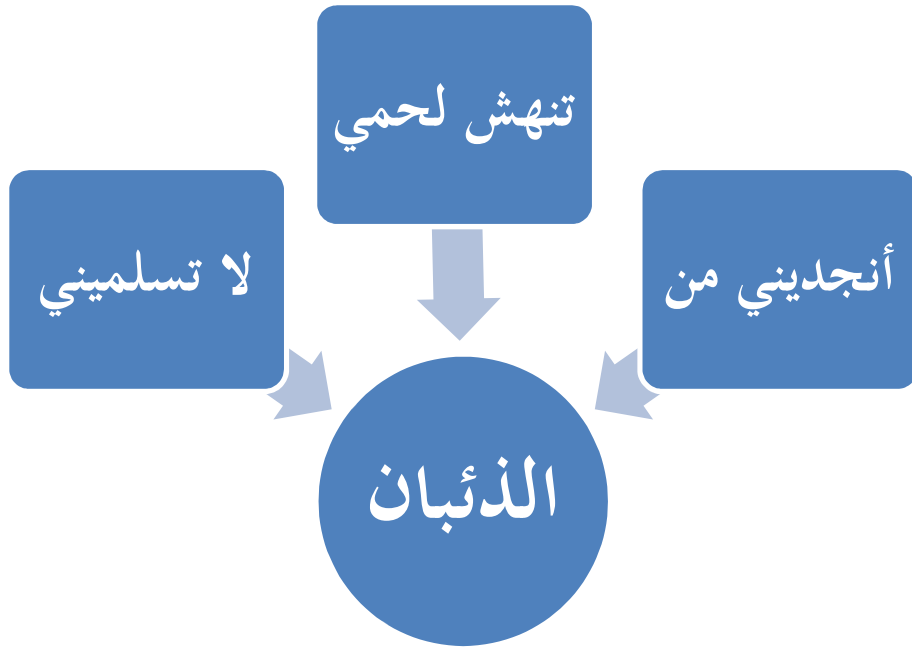 تنهش لحمي
أنجديني من
لا تسلميني
الذئبان